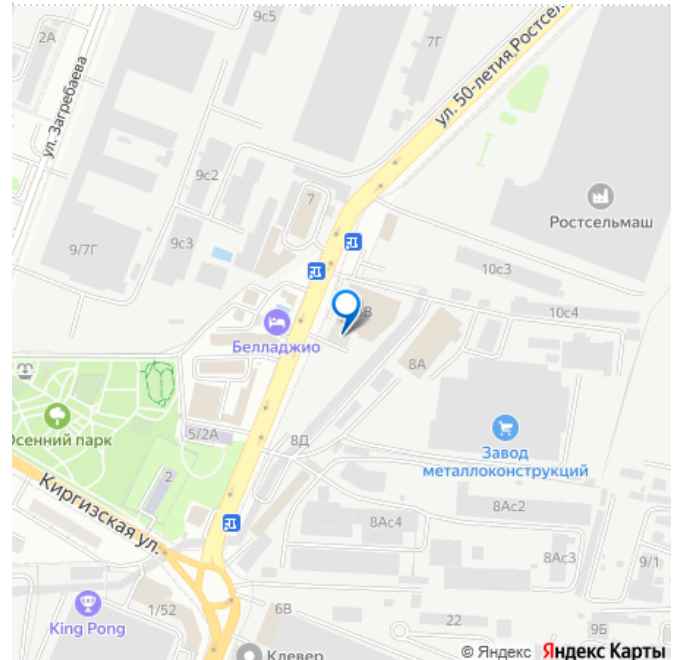 2А
9с5
7Г
ул. Загребаева
ул. 50-летия Ростсел
9с2
7
Ростсельмаш
9/7Г
9с3
10с3
В
10с4
Белладжио
8А
Осенний парк
5/2А
8Д
Завод
металлоконструкций
2
8Ас2
Киргизская ул.
8Ас4
8Ас3
9/1
King Pong
1/52
6В
22
9Б
Клевер
© Яндекс Яндекс Карты